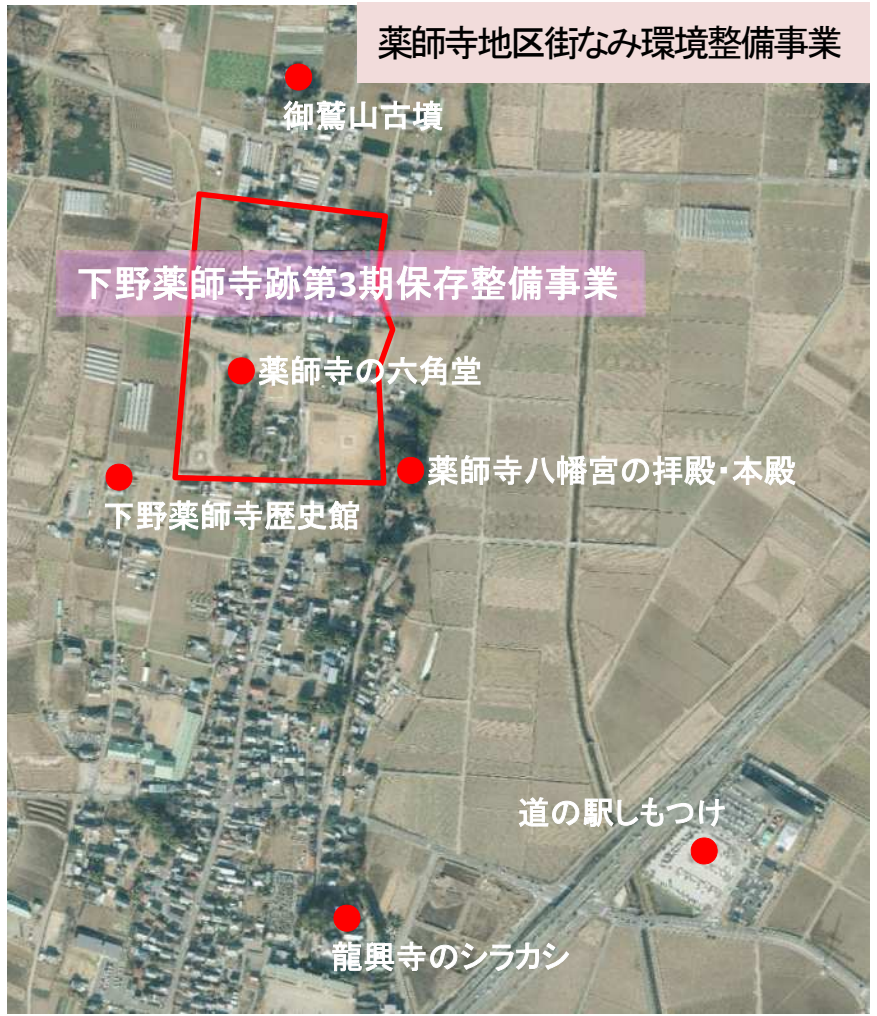 薬師寺地区街なみ環境整備事業
御鷲山古墳
下野薬師寺跡第3期保存整備事業
薬師寺の六角堂
薬師寺八幡宮の拝殿・本殿
下野薬師寺歴史館
道の駅しもつけ
龍興寺のシラカシ